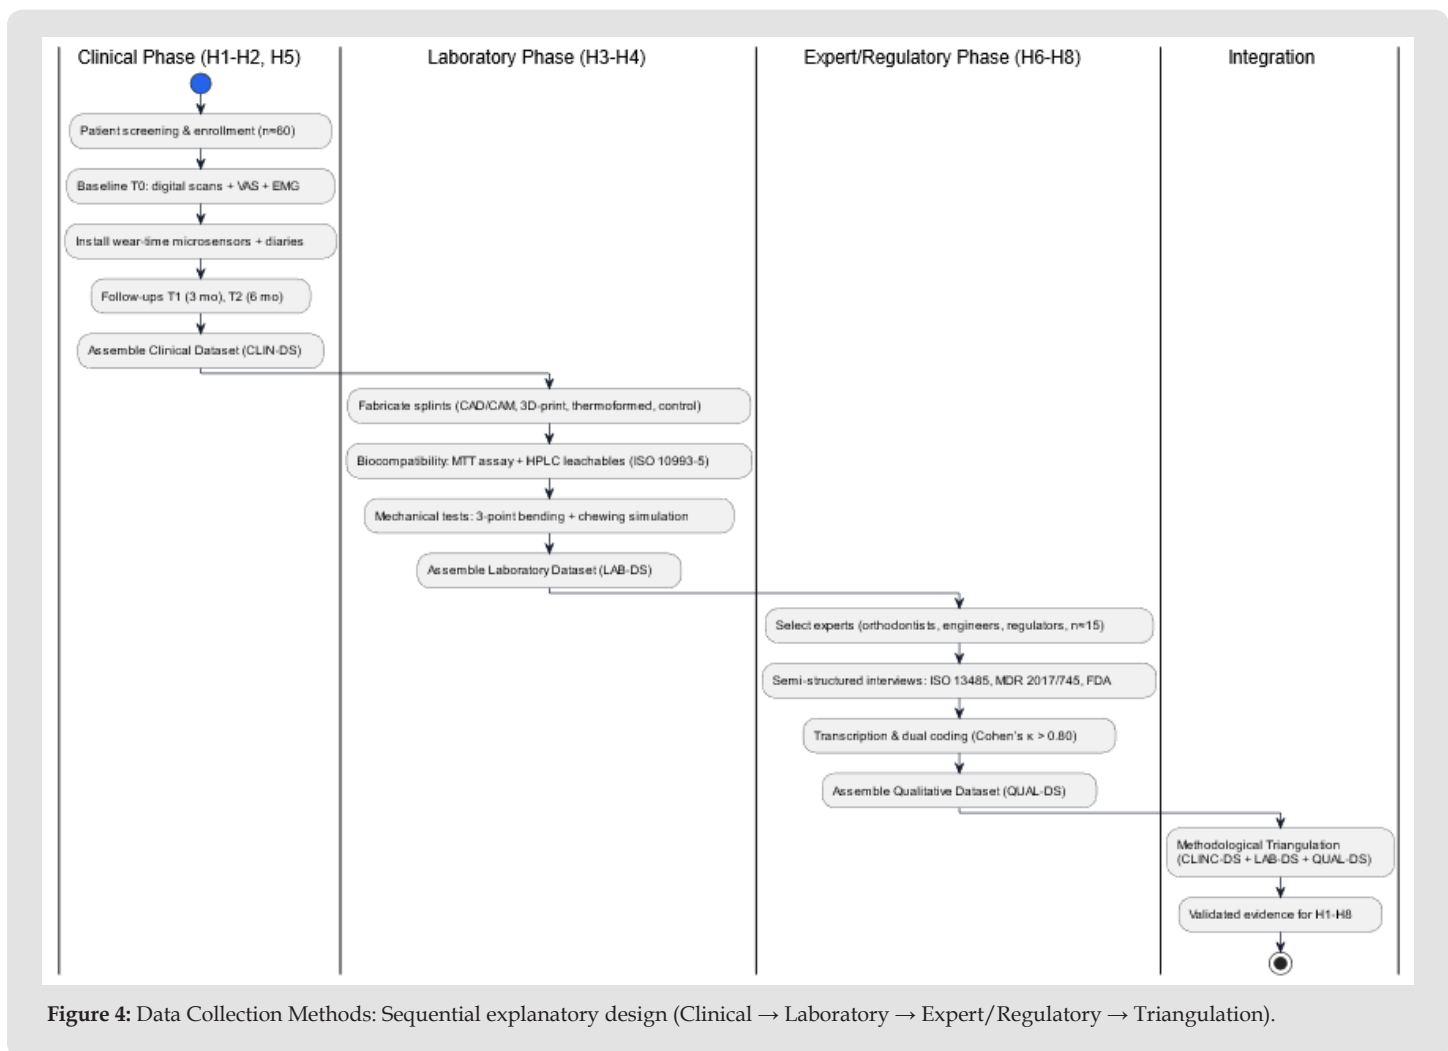 Clinical Phase (H1-H2, H5)
Laboratory Phase (H3-H4)
Expert/Regulatory Phase (H6-H8)
Integration
Patient screening & enrollment (n≈60)
Baseline T0: digital scans + VAS + EMG
Install wear-time microsensors + diaries
Follow-ups T1 (3 mo), T2 (6 mo)
Assemble Clinical Dataset (CLIN-DS)
Fabricate splints (CAD/CAM, 3D-print, thermoformed, control)
Biocompatibility: MTT assay + HPLC leachables (ISO 10993-5)
Mechanical tests: 3-point bending + chewing simulation
Assemble Laboratory Dataset (LAB-DS)
Select experts (orthodontists, engineers, regulators, n≈15)
Semi-structured interviews: ISO 13485, MDR 2017/745, FDA
Transcription & dual coding (Cohen's κ > 0.80)
Assemble Qualitative Dataset (QUAL-DS)
Methodological Triangulation
(CLINC-DS + LAB-DS + QUAL-DS)
Validated evidence for H1-H8
Figure 4: Data Collection Methods: Sequential explanatory design (Clinical → Laboratory → Expert/Regulatory → Triangulation).